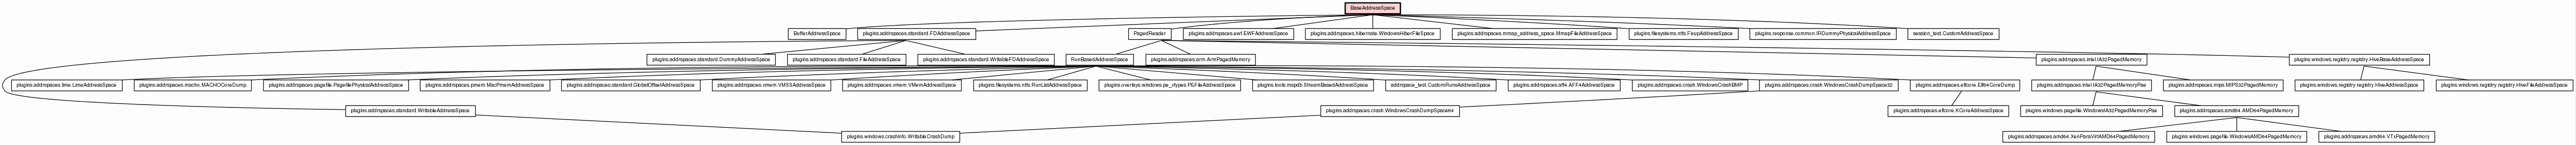 BaseAddressSpace
BufferAddressSpace
plugins.addrspaces.standard.FDAddressSpace
PagedReader
plugins.addrspaces.ewf.EWFAddressSpace
plugins.addrspaces.hibernate.WindowsHiberFileSpace
plugins.addrspaces.mmap_address_space.MmapFileAddressSpace
plugins.filesystems.ntfs.FixupAddressSpace
plugins.response.common.IRDummyPhysicalAddressSpace
session_test.CustomAddressSpace
plugins.addrspaces.standard.DummyAddressSpace
plugins.addrspaces.standard.FileAddressSpace
plugins.addrspaces.standard.WritableFDAddressSpace
RunBasedAddressSpace
plugins.addrspaces.arm.ArmPagedMemory
plugins.addrspaces.intel.IA32PagedMemory
plugins.windows.registry.registry.HiveBaseAddressSpace
plugins.addrspaces.lime.LimeAddressSpace
plugins.addrspaces.macho.MACHOCoreDump
plugins.addrspaces.pagefile.PagefilePhysicalAddressSpace
plugins.addrspaces.pmem.MacPmemAddressSpace
plugins.addrspaces.standard.GlobalOffsetAddressSpace
plugins.addrspaces.vmem.VMSSAddressSpace
plugins.addrspaces.vmem.VMemAddressSpace
plugins.filesystems.ntfs.RunListAddressSpace
plugins.overlays.windows.pe_vtypes.PEFileAddressSpace
plugins.tools.mspdb.StreamBasedAddressSpace
addrspace_test.CustomRunsAddressSpace
plugins.addrspaces.aff4.AFF4AddressSpace
plugins.addrspaces.crash.WindowsCrashBMP
plugins.addrspaces.crash.WindowsCrashDumpSpace32
plugins.addrspaces.elfcore.Elf64CoreDump
plugins.addrspaces.intel.IA32PagedMemoryPae
plugins.addrspaces.mips.MIPS32PagedMemory
plugins.windows.registry.registry.HiveAddressSpace
plugins.windows.registry.registry.HiveFileAddressSpace
plugins.addrspaces.standard.WritableAddressSpace
plugins.addrspaces.crash.WindowsCrashDumpSpace64
plugins.addrspaces.elfcore.KCoreAddressSpace
plugins.windows.pagefile.WindowsIA32PagedMemoryPae
plugins.addrspaces.amd64.AMD64PagedMemory
plugins.windows.crashinfo.WritableCrashDump
plugins.addrspaces.amd64.XenParaVirtAMD64PagedMemory
plugins.windows.pagefile.WindowsAMD64PagedMemory
plugins.addrspaces.amd64.VTxPagedMemory